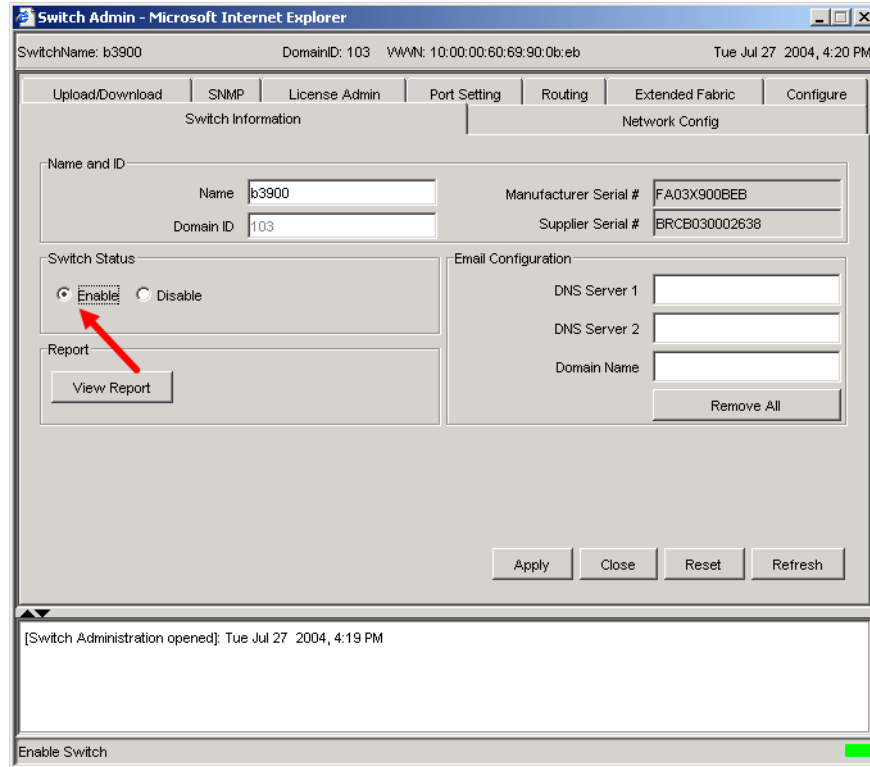 Switch Admin - Microsoft Internet Explorer
SwitchName: b3900 DomainID: 103 WWN: 10:00:00:60:69:90:0b:eb Tue Jul 27 2004, 4:20 PM
Upload/Download SNMP License Admin Port Setting Routing Extended Fabric Configure
Switch Information Network Config
Name and ID
Name b3900 Manufacturer Serial # FA03X900BEB
Domain ID 103 Supplier Serial # BRCB030002638
Switch Status Email Configuration
Enable Disable DNS Server 1
DNS Server 2
Report Domain Name
View Report Remove All
Apply Close Reset Refresh
[Switch Administration opened]: Tue Jul 27 2004, 4:19 PM
Enable Switch